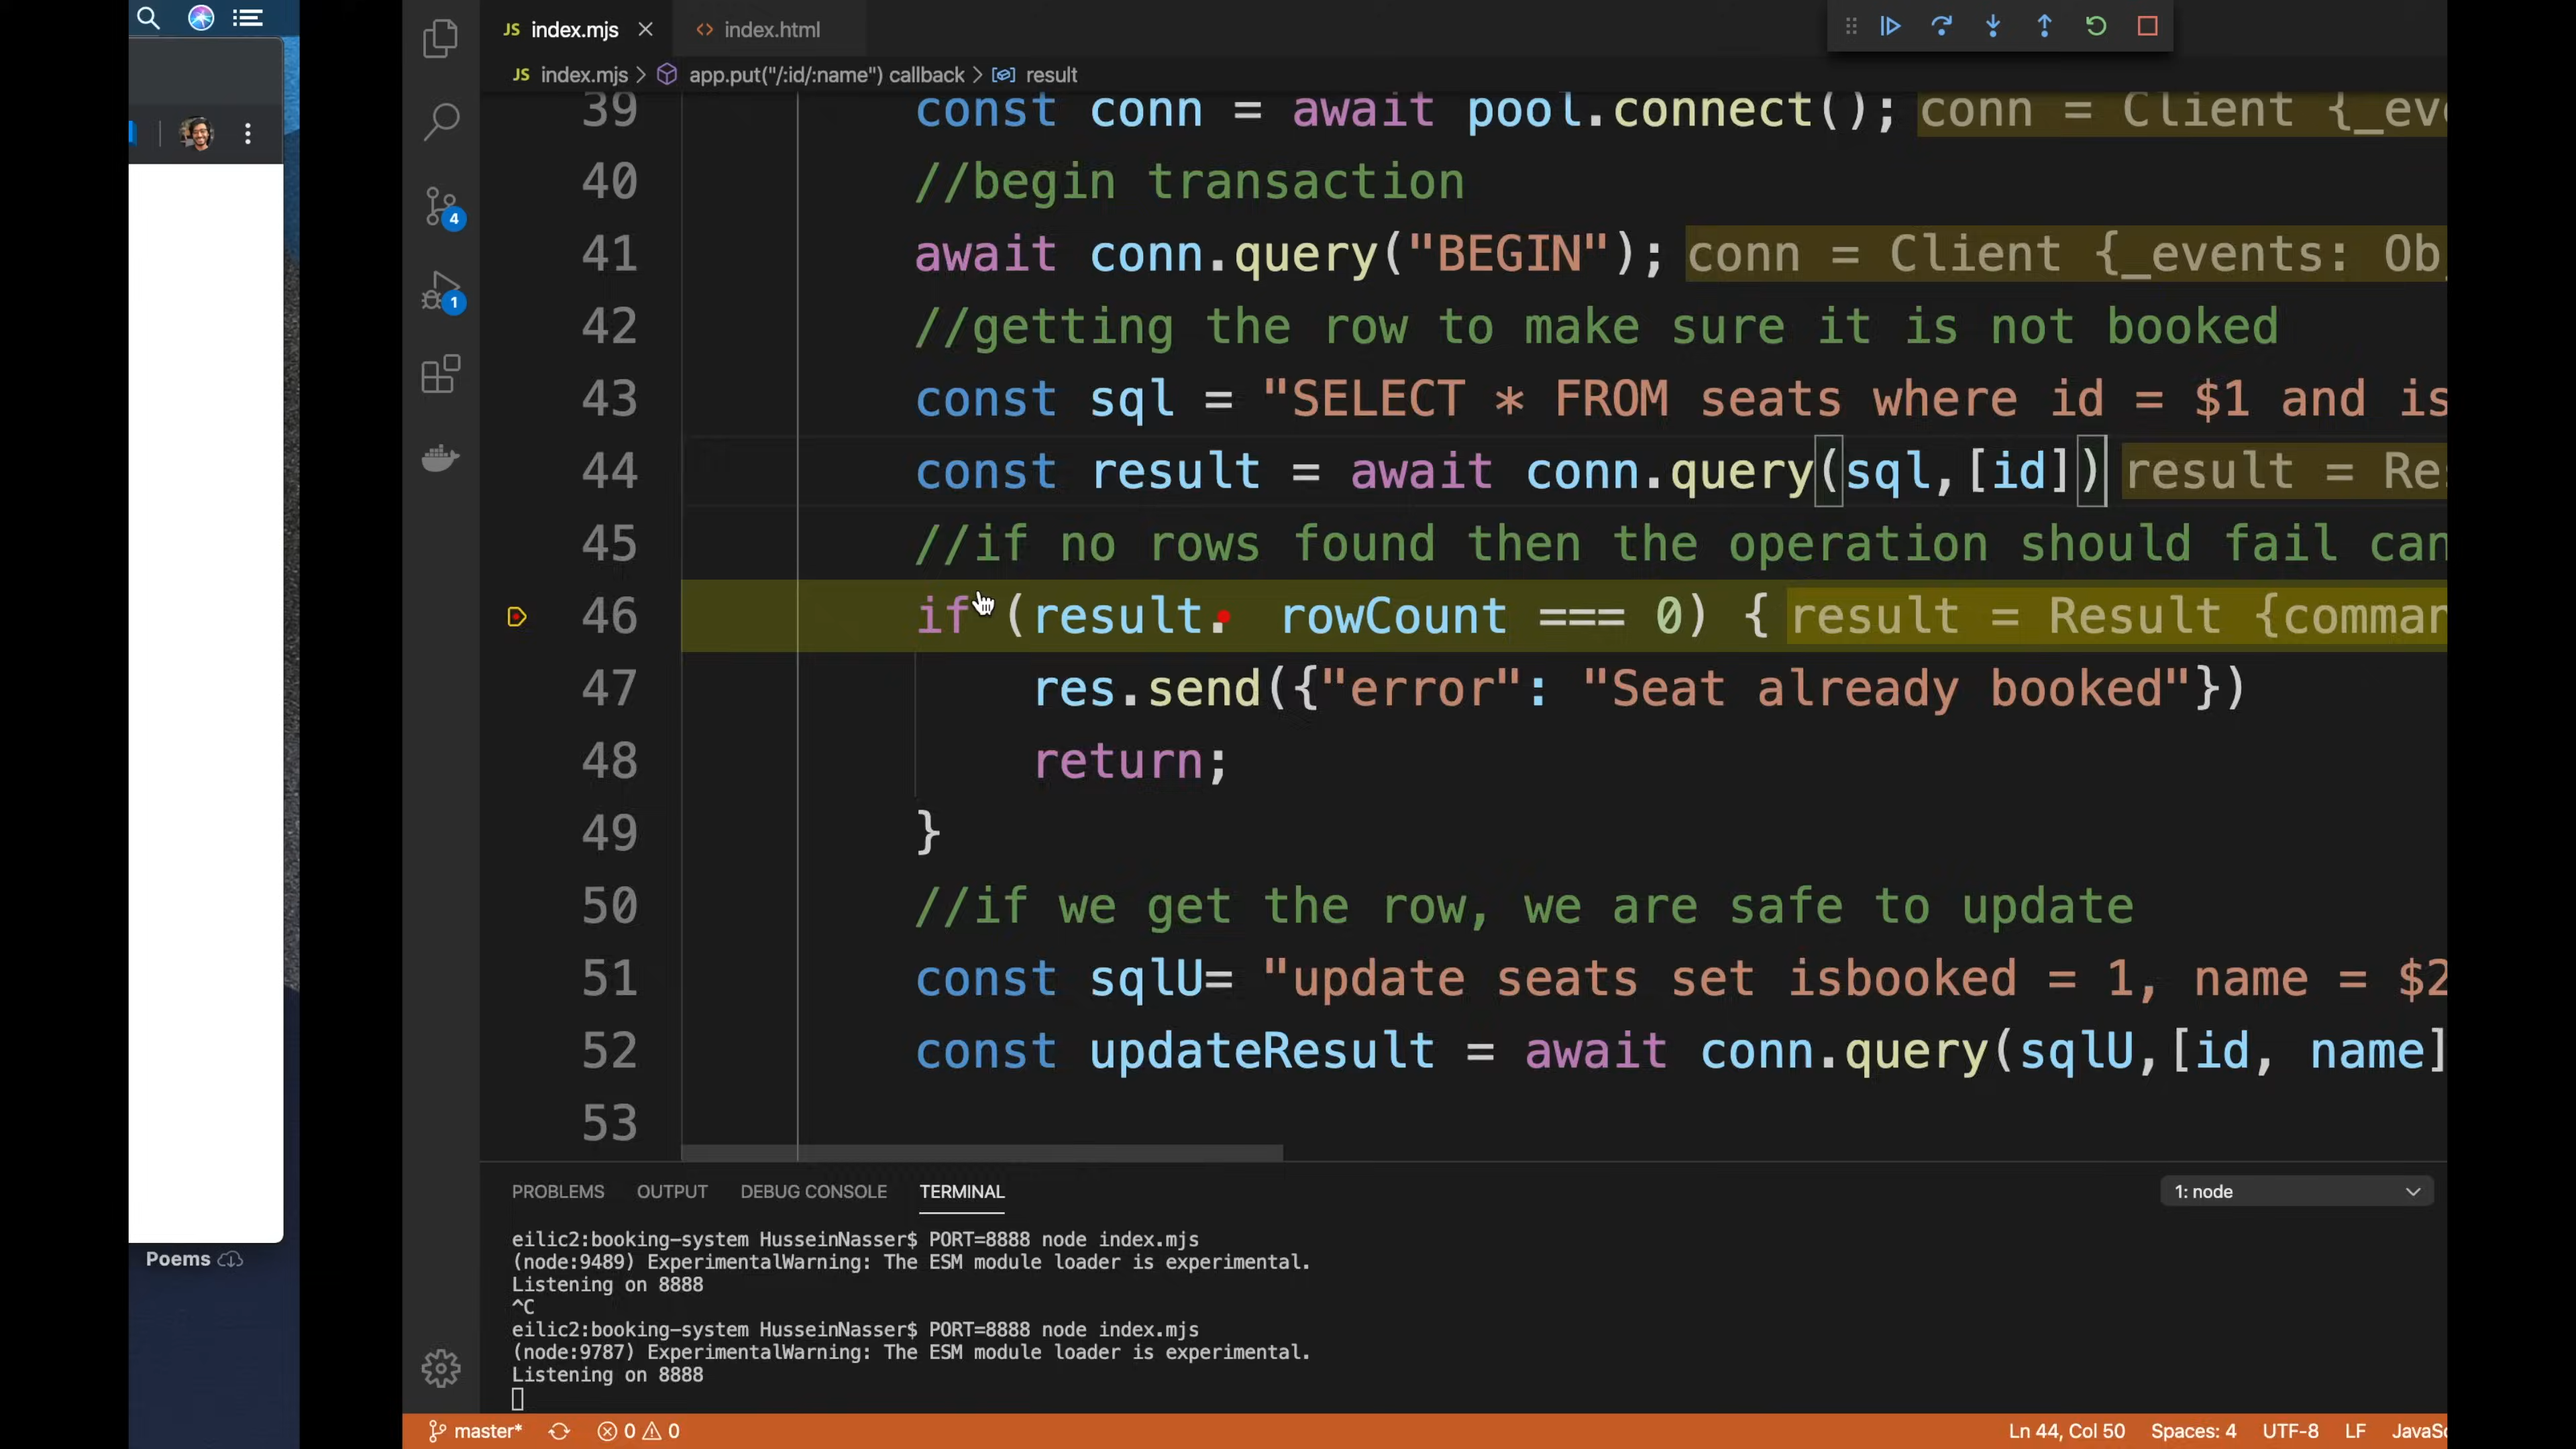 JS index.mjs
<> index.html
JS index.mjs > app.put("/:id/:name") callback > result
39 const conn = await pool.connect(); conn = Client {_eve
40 //begin transaction
41 await conn.query("BEGIN"); conn = Client {_events: Ob
42 //getting the row to make sure it is not booked
43 const sql = "SELECT * FROM seats where id = $1 and is
44 const result = await conn.query(sql,[id]) result = Res
45 //if no rows found then the operation should fail can
46 if (result. rowCount === 0) { result = Result {comman
47 res.send({"error": "Seat already booked"})
48 return;
49 }
50 //if we get the row, we are safe to update
51 const sqlU= "update seats set isbooked = 1, name = $2
52 const updateResult = await conn.query(sqlU,[id, name]
53
4
1
PROBLEMS OUTPUT DEBUG CONSOLE TERMINAL 1: node
eilic2:booking-system HusseinNasser$ PORT=8888 node index.mjs
(node:9489) ExperimentalWarning: The ESM module loader is experimental.
Listening on 8888
^C
eilic2:booking-system HusseinNasser$ PORT=8888 node index.mjs
(node:9787) ExperimentalWarning: The ESM module loader is experimental.
Listening on 8888
Poems
master* 0 0 Ln 44, Col 50 Spaces: 4 UTF-8 LF JavaSc